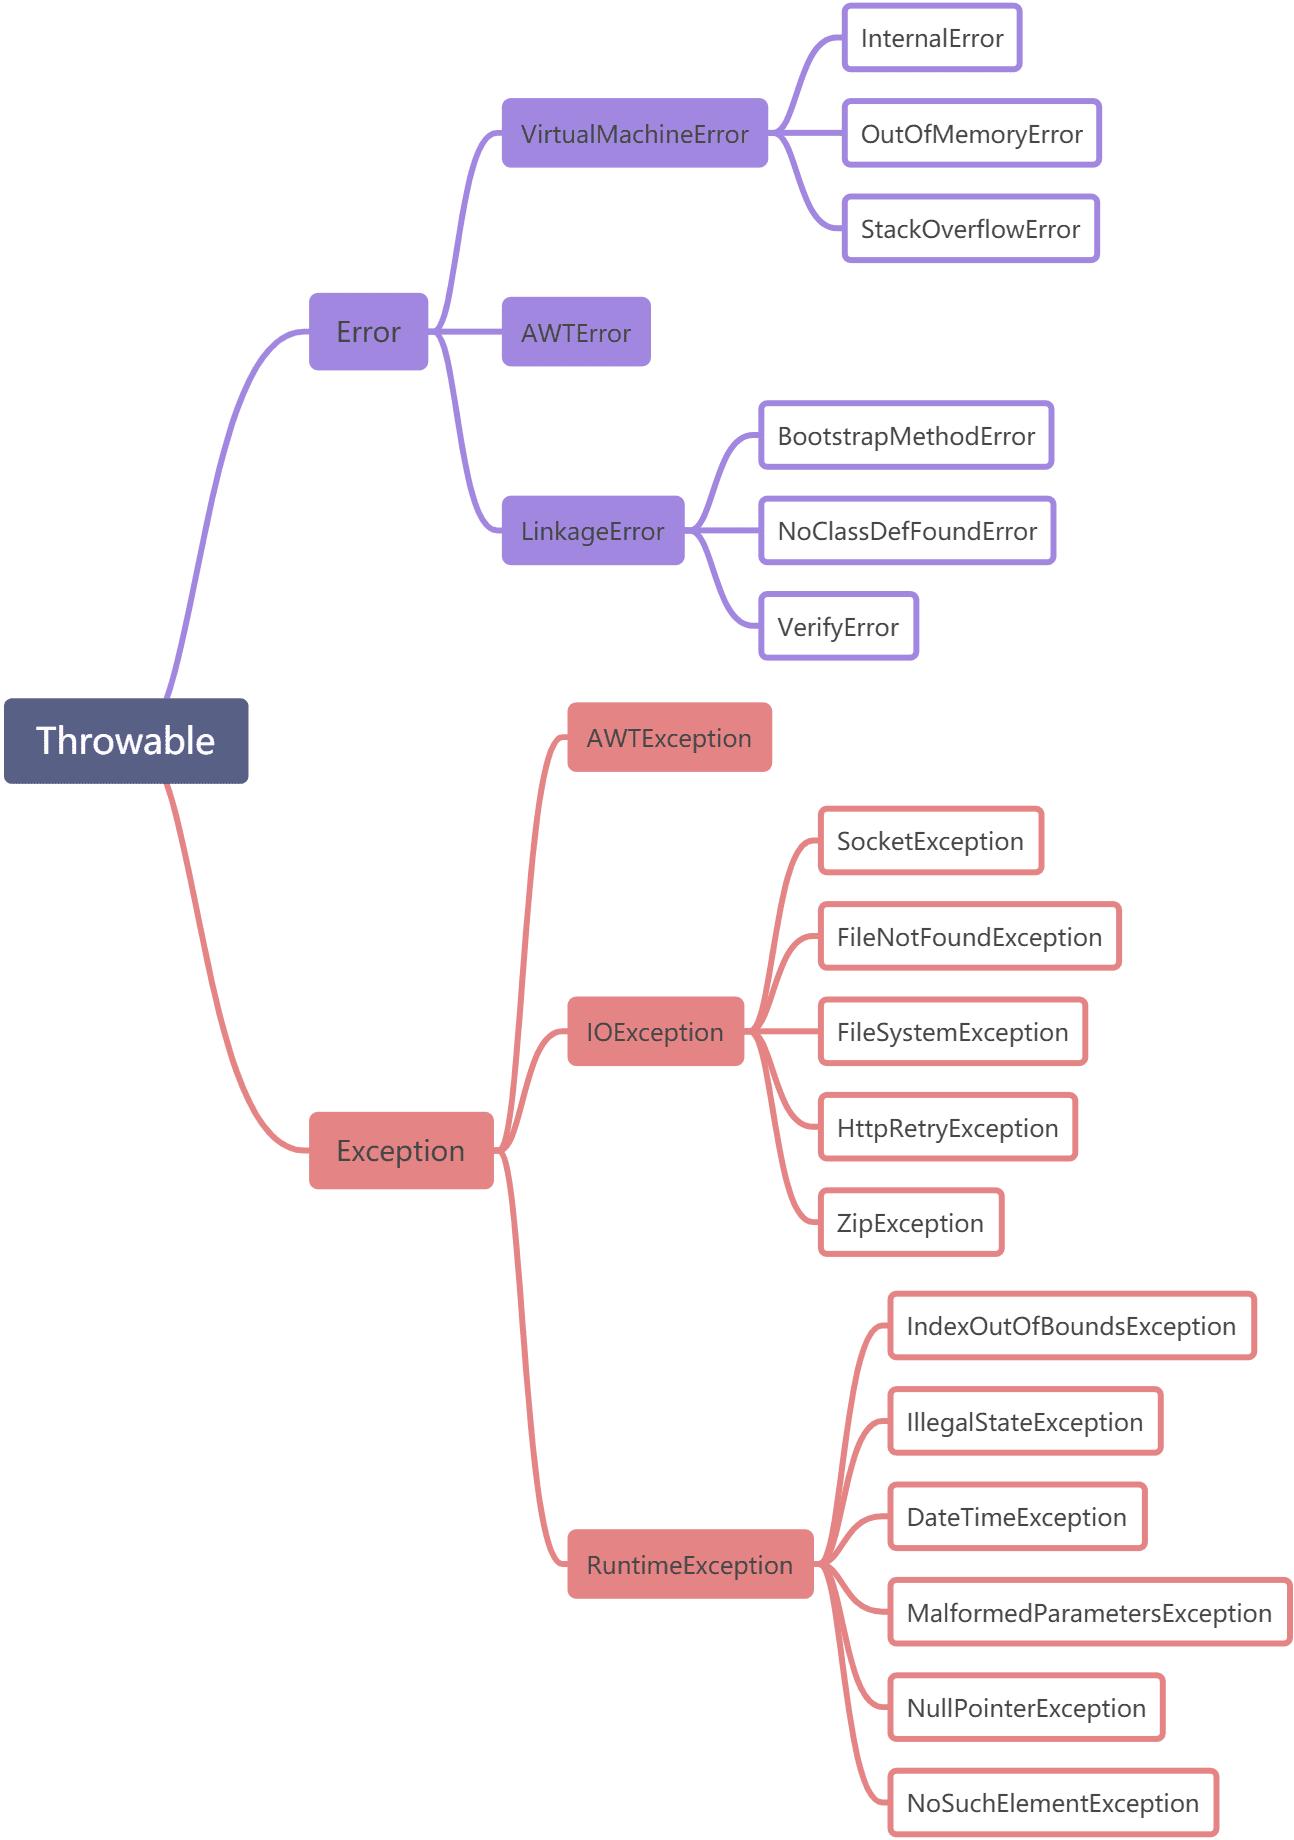 Throwable
Error
VirtualMachineError
InternalError
OutOfMemoryError
StackOverflowError
AWTError
LinkageError
BootstrapMethodError
NoClassDefFoundError
VerifyError
Exception
AWTException
IOException
SocketException
FileNotFoundException
FileSystemException
HttpRetryException
ZipException
RuntimeException
IndexOutOfBoundsException
IllegalStateException
DateTimeException
MalformedParametersException
NullPointerException
NoSuchElementException